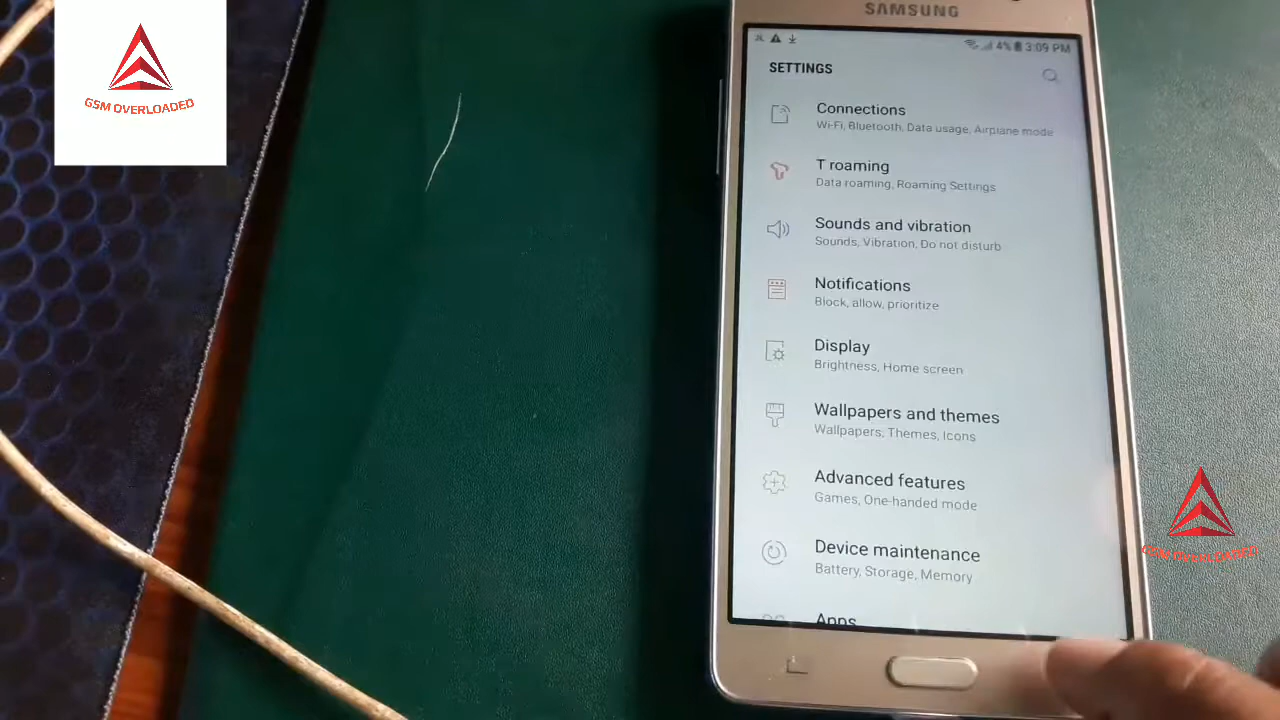 GSM OVERLOADED
SAMSUNG
4% 3:09 PM
SETTINGS
Connections
Wi-Fi, Bluetooth, Data usage, Airplane mode
T roaming
Data roaming, Roaming Settings
Sounds and vibration
Sounds, Vibration, Do not disturb
Notifications
Block, allow, prioritize
Display
Brightness, Home screen
Wallpapers and themes
Wallpapers, Themes, Icons
Advanced features
Games, One-handed mode
Device maintenance
Battery, Storage, Memory
Apps
GSM OVERLOADED